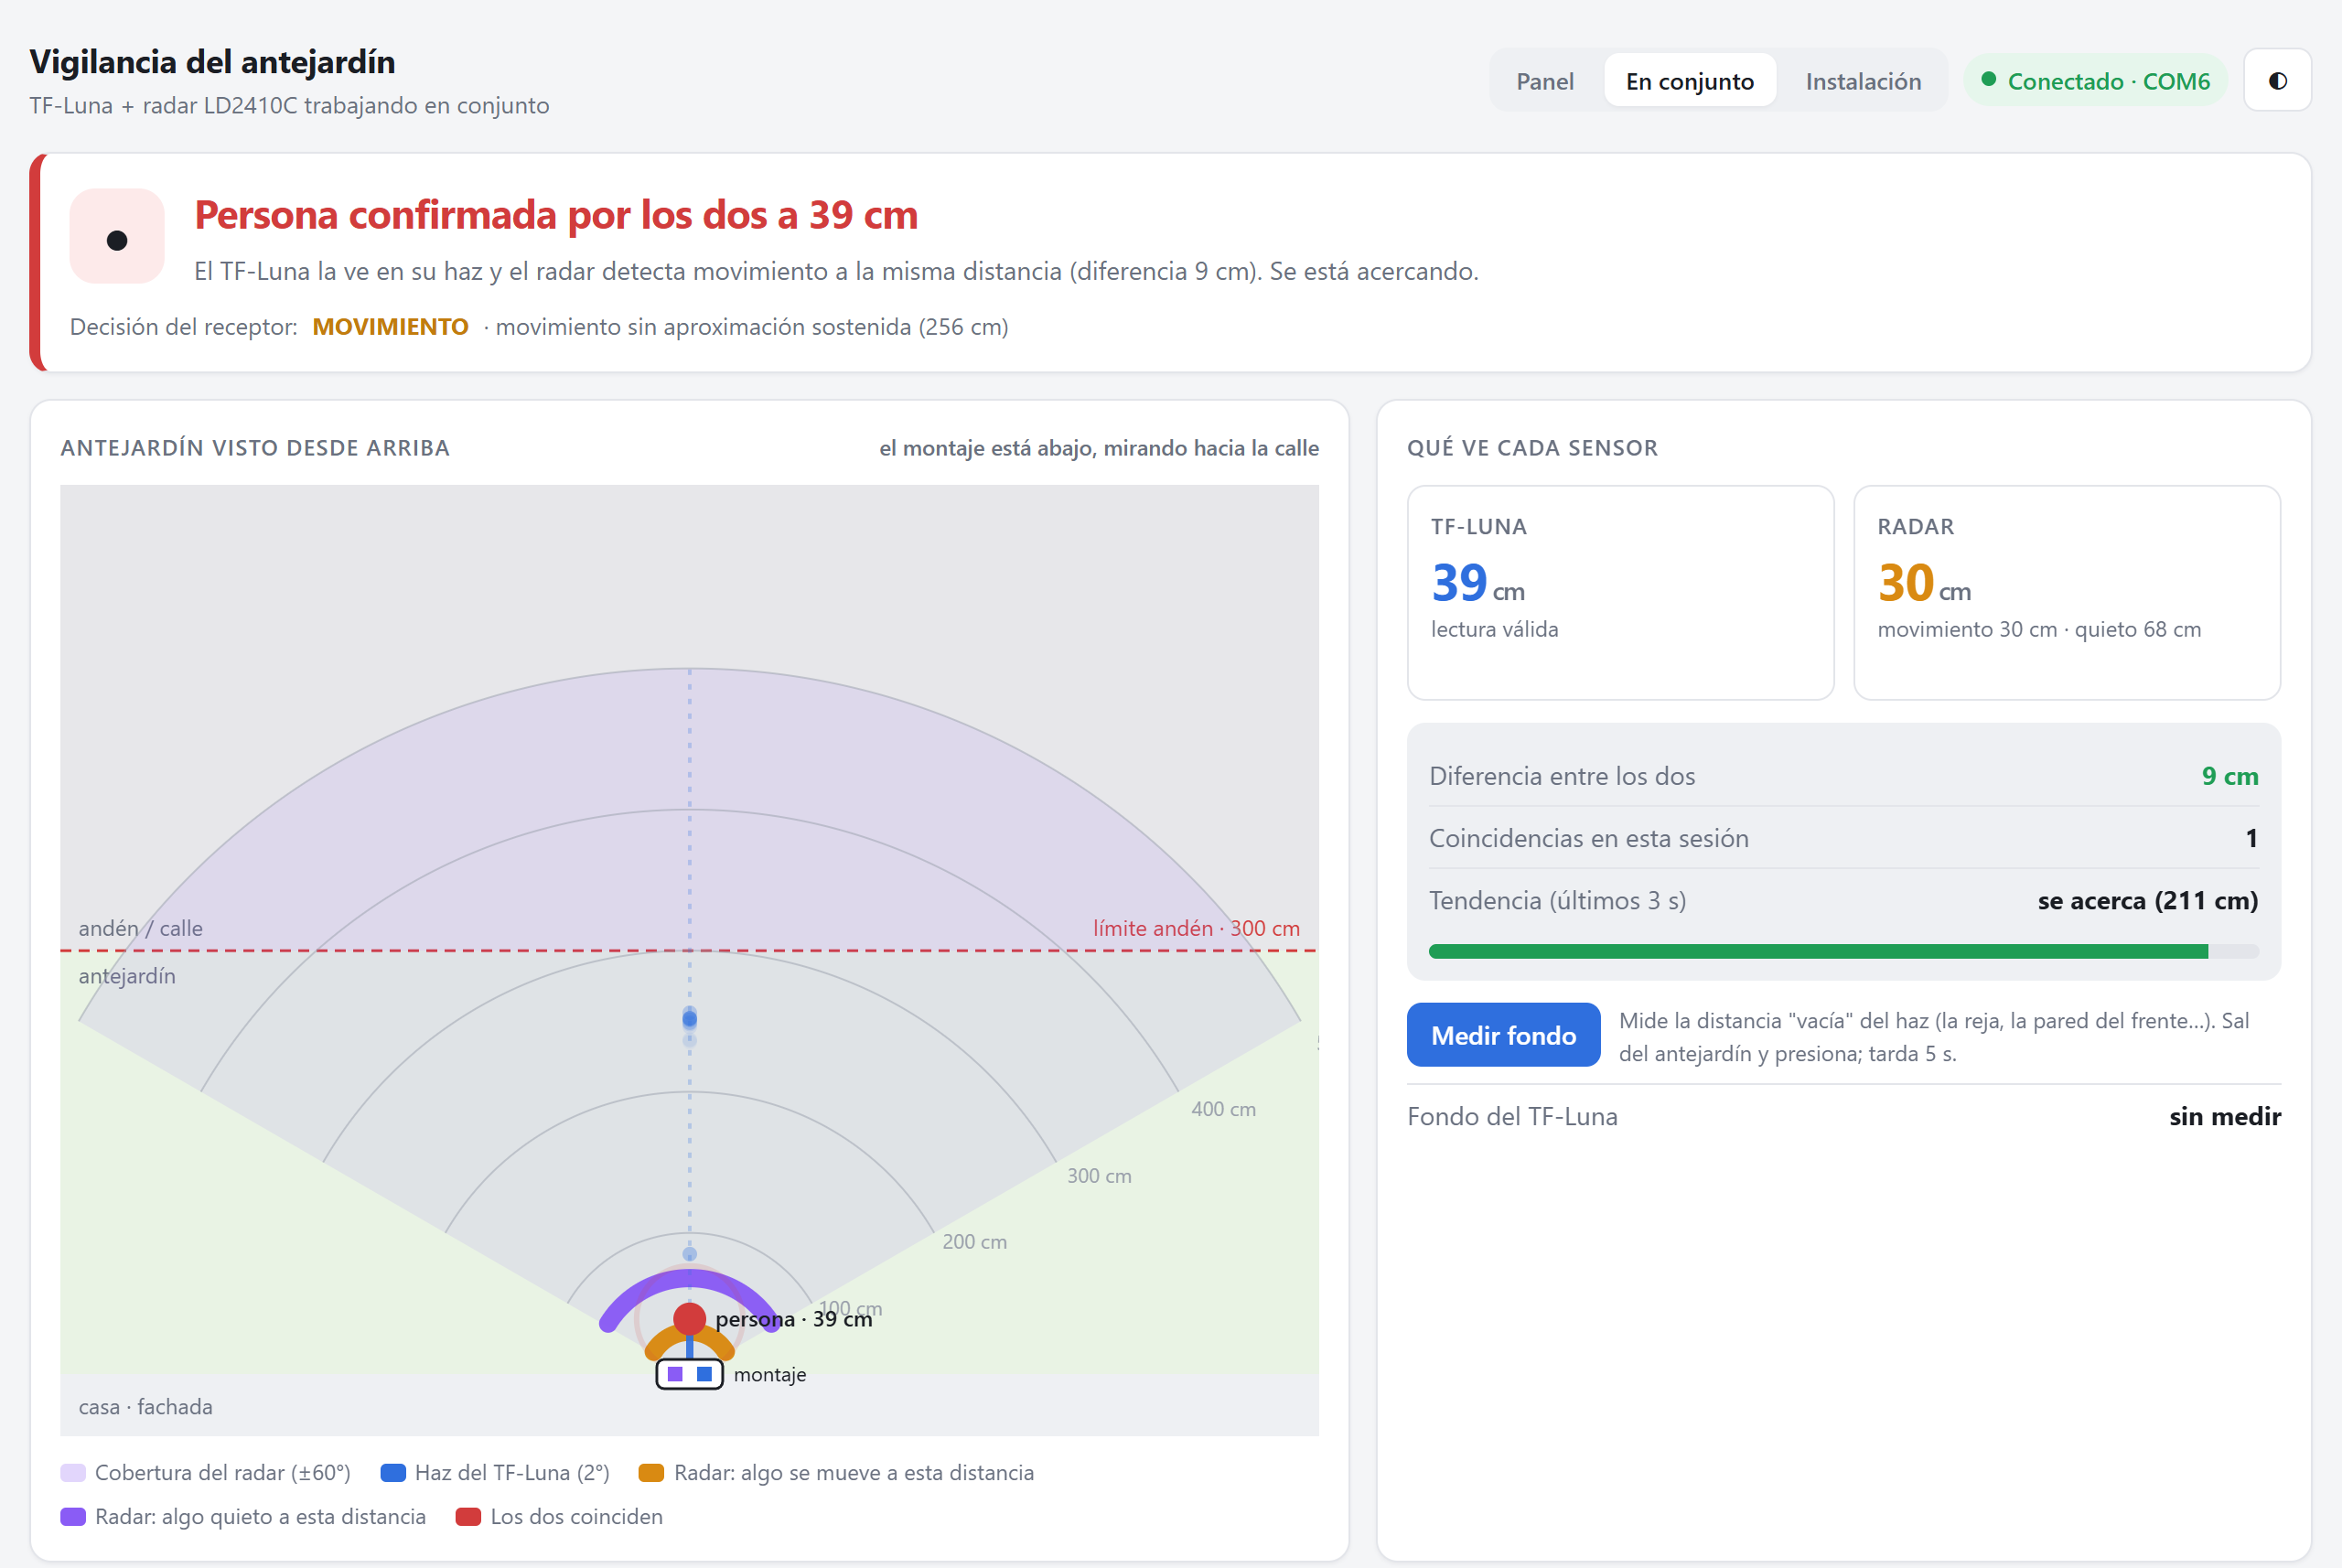 Vigilancia del antejardín
TF-Luna + radar LD2410C trabajando en conjunto
Panel
En conjunto
Instalación
Conectado · COM6
Persona confirmada por los dos a 39 cm
El TF-Luna la ve en su haz y el radar detecta movimiento a la misma distancia (diferencia 9 cm). Se está acercando.
Decisión del receptor: MOVIMIENTO · movimiento sin aproximación sostenida (256 cm)
ANTEJARDÍN VISTO DESDE ARRIBA
el montaje está abajo, mirando hacia la calle
andén / calle
límite andén · 300 cm
antejardín
400 cm
300 cm
200 cm
100 cm
persona · 39 cm
montaje
casa · fachada
Cobertura del radar (±60°)
Haz del TF-Luna (2°)
Radar: algo se mueve a esta distancia
Radar: algo quieto a esta distancia
Los dos coinciden
QUÉ VE CADA SENSOR
TF-LUNA
39 cm
lectura válida
RADAR
30 cm
movimiento 30 cm · quieto 68 cm
Diferencia entre los dos
9 cm
Coincidencias en esta sesión
1
Tendencia (últimos 3 s)
se acerca (211 cm)
Medir fondo
Mide la distancia "vacía" del haz (la reja, la pared del frente...). Sal
del antejardín y presiona; tarda 5 s.
Fondo del TF-Luna
sin medir